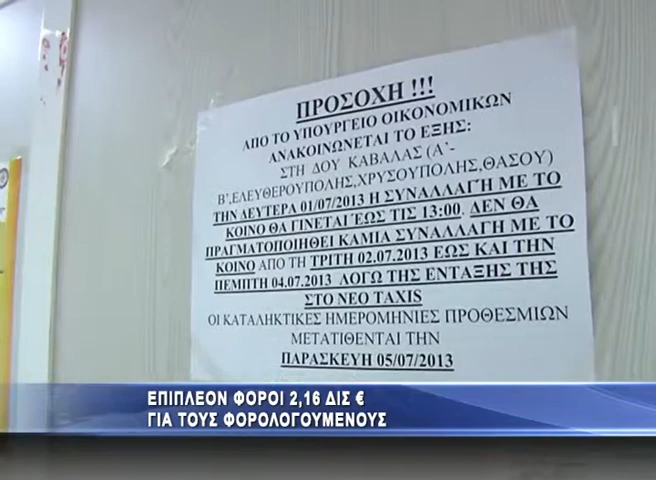 ΠΡΟΣΟΧΗ !!!
ΑΠΟ ΤΟ ΥΠΟΥΡΓΕΙΟ ΟΙΚΟΝΟΜΙΚΩΝ
ΑΝΑΚΟΙΝΩΝΕΤΑΙ ΤΟ ΕΞΗΣ:
ΣΤΗ ΔΟΥ ΚΑΒΑΛΑΣ (Α΄-
Β΄,ΕΛΕΥΘΕΡΟΥΠΟΛΗΣ,ΧΡΥΣΟΥΠΟΛΗΣ,ΘΑΣΟΥ)
ΤΗΝ ΔΕΥΤΕΡΑ 01/07/2013 Η ΣΥΝΑΛΛΑΓΗ ΜΕ ΤΟ
ΚΟΙΝΟ ΘΑ ΓΙΝΕΤΑΙ ΈΩΣ ΤΙΣ 13:00. ΔΕΝ ΘΑ
ΠΡΑΓΜΑΤΟΠΟΙΗΘΕΙ ΚΑΜΙΑ ΣΥΝΑΛΛΑΓΗ ΜΕ ΤΟ
ΚΟΙΝΟ ΑΠΟ ΤΗ ΤΡΙΤΗ 02.07.2013 ΕΩΣ ΚΑΙ ΤΗΝ
ΠΕΜΠΤΗ 04.07.2013 ΛΟΓΩ ΤΗΣ ΕΝΤΑΞΗΣ ΤΗΣ
ΣΤΟ ΝΕΟ TAXIS
ΟΙ ΚΑΤΑΛΗΚΤΙΚΕΣ ΗΜΕΡΟΜΗΝΙΕΣ ΠΡΟΘΕΣΜΙΩΝ
ΜΕΤΑΤΙΘΕΝΤΑΙ ΤΗΝ
ΠΑΡΑΣΚΕΥΗ 05/07/2013
ΕΠΙΠΛΕΟΝ ΦΟΡΟΙ 2,16 ΔΙΣ €
ΓΙΑ ΤΟΥΣ ΦΟΡΟΛΟΓΟΥΜΕΝΟΥΣ